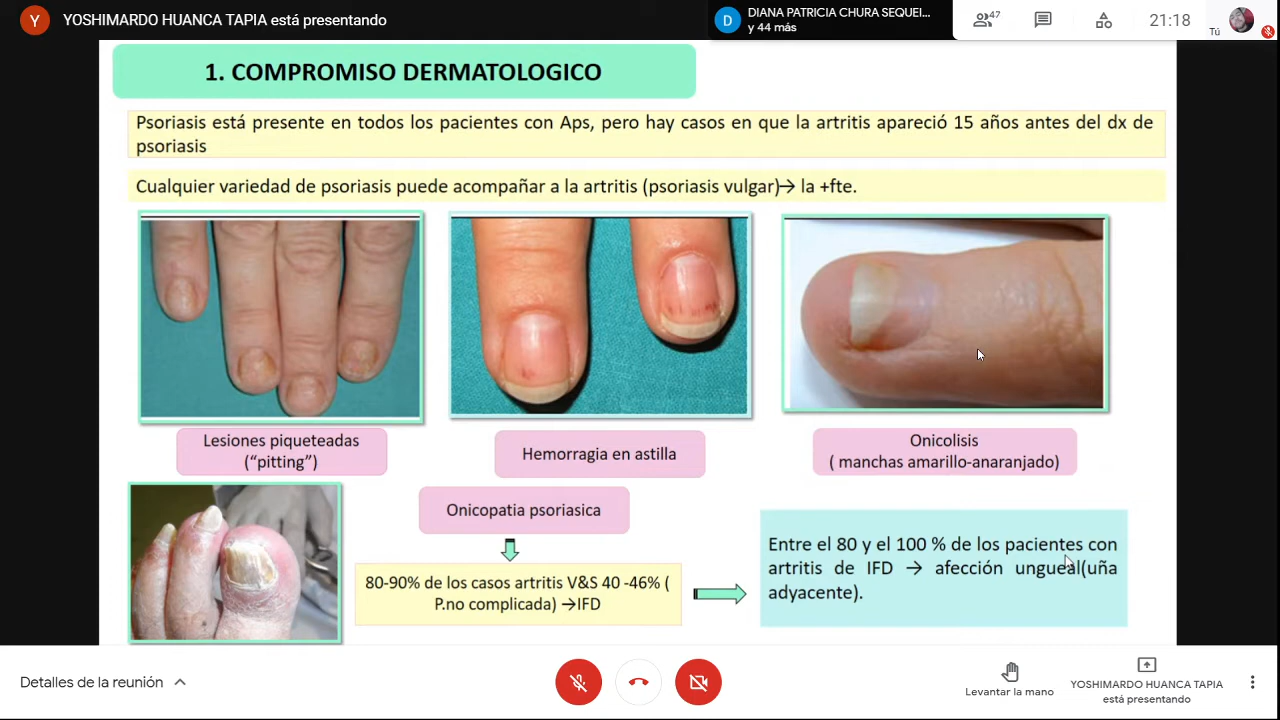 Y YOSHIMARDO HUANCA TAPIA está presentando
D DIANA PATRICIA CHURA SEQUEI...
y 44 más
47
21:18
Tú
1. COMPROMISO DERMATOLOGICO
Psoriasis está presente en todos los pacientes con Aps, pero hay casos en que la artritis apareció 15 años antes del dx de
psoriasis
Cualquier variedad de psoriasis puede acompañar a la artritis (psoriasis vulgar)→ la +fte.
Lesiones piqueteadas
(“pitting”)
Hemorragia en astilla
Onicolisis
( manchas amarillo-anaranjado)
Onicopatia psoriasica
80-90% de los casos artritis V&S 40 -46% (
P.no complicada) →IFD
Entre el 80 y el 100 % de los pacientes con
artritis de IFD → afección ungueal(uña
adyacente).
Detalles de la reunión
Levantar la mano
YOSHIMARDO HUANCA TAPIA
está presentando